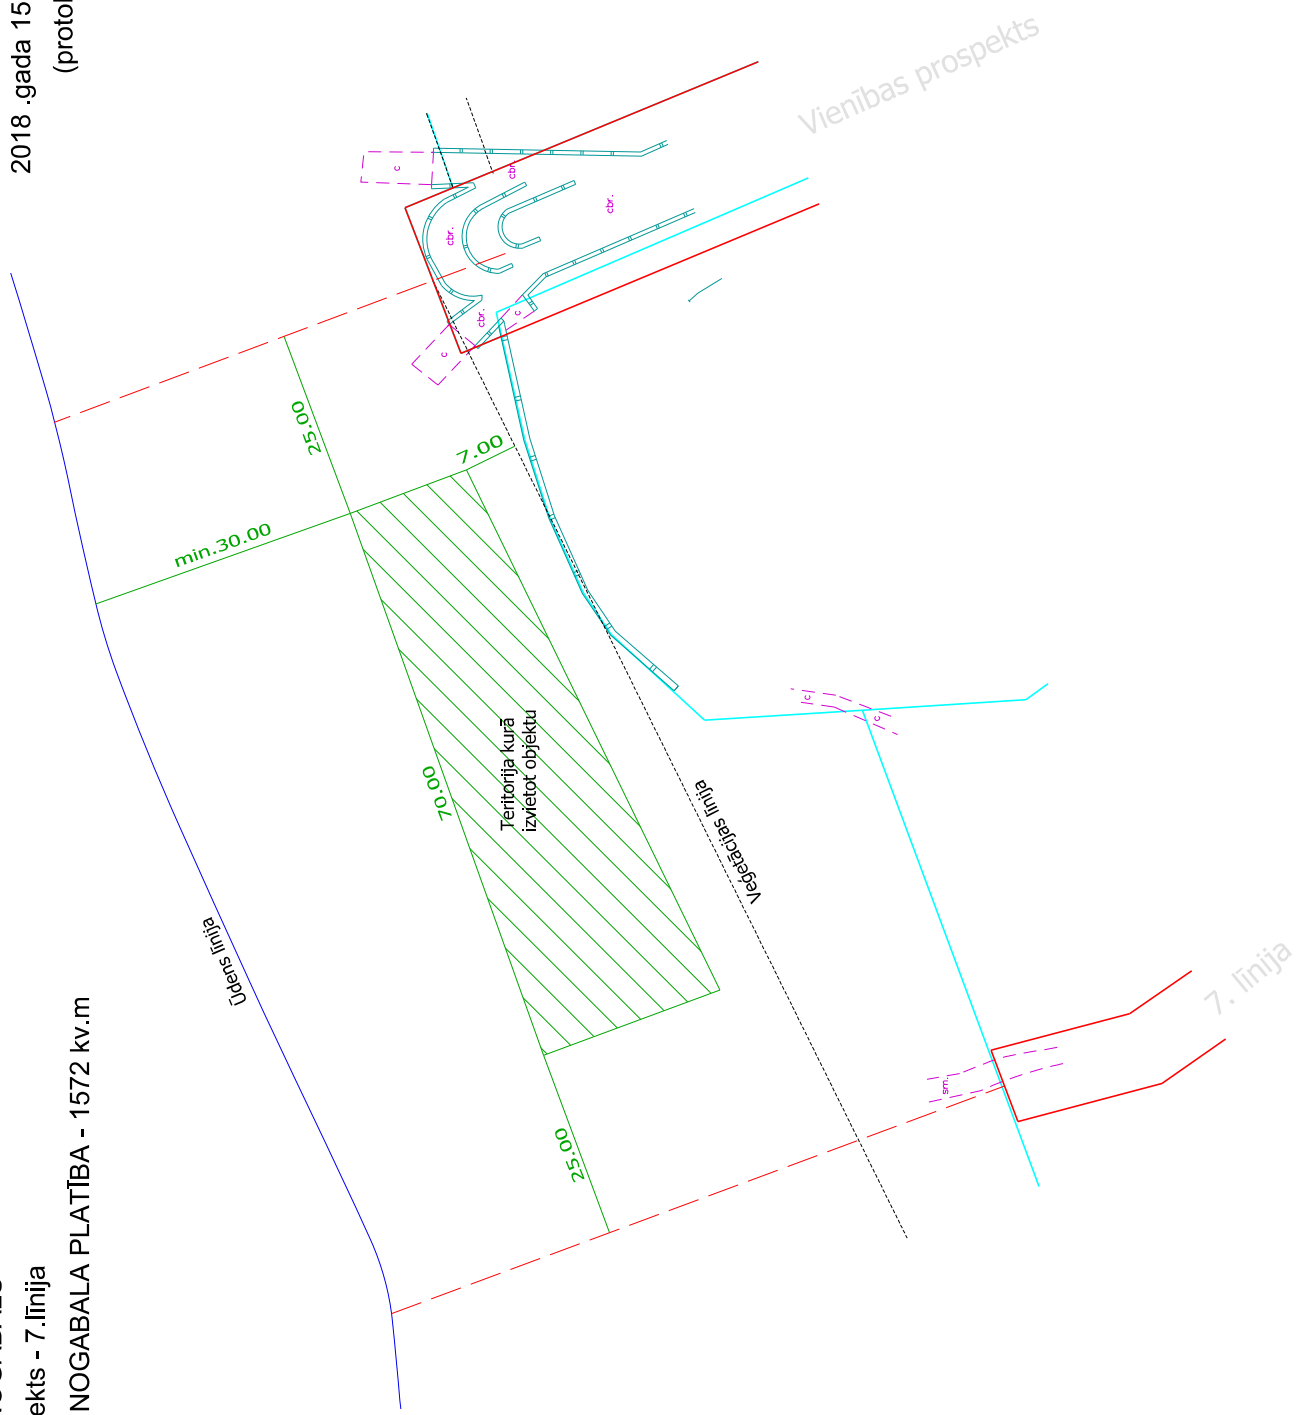 2018 .gada 15
(protol
ekts - 7.līnija
NOGABALA PLATĪBA - 1572 kv.m
Vienības prospekts
c
cbr.
cbr.
cbr.
cbr.
c
c
25.00
7.00
min.30.00
70.00
Teritorija kurā
izvietot objektu
Veģetācijas līnija
Ūdens līnija
c
c
7. līnija
sm.
25.00